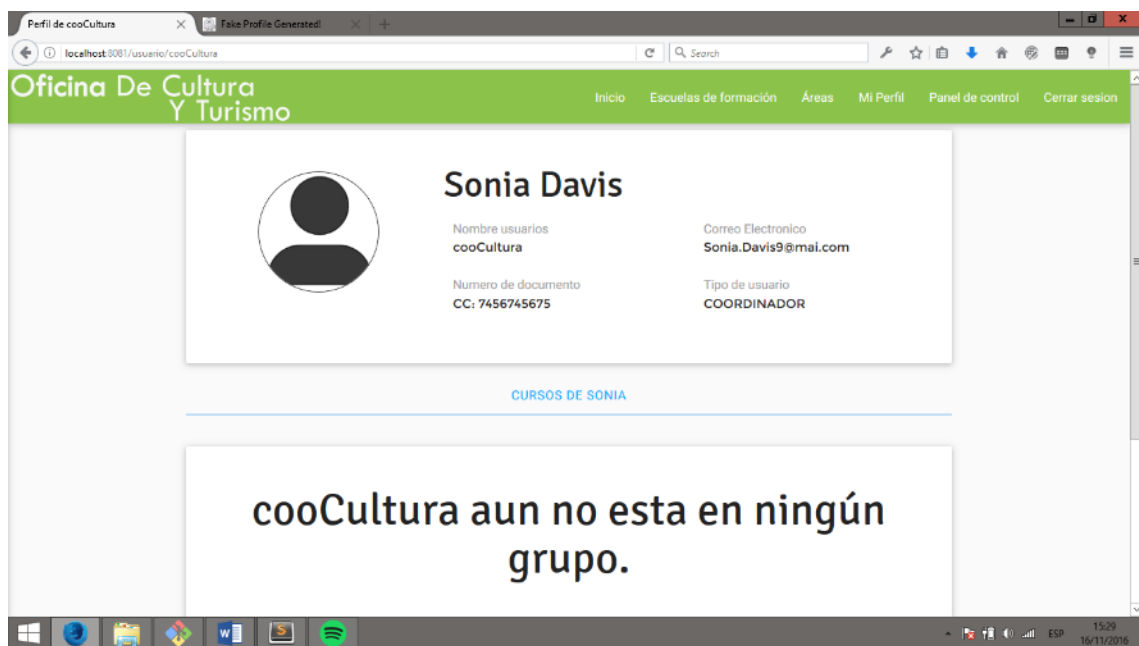 Perfil de cooCultura
Fake Profile Generated!
localhost:8081/usuario/cooCultura
Search
Oficina De Cultura
Y Turismo
Inicio Escuelas de formación Áreas Mi Perfil Panel de control Cerrar sesion
Sonia Davis
Nombre usuarios Correo Electronico
cooCultura Sonia.Davis9@mai.com
Numero de documento Tipo de usuario
CC: 7456745675 COORDINADOR
CURSOS DE SONIA
cooCultura aun no esta en ningún
grupo.
ESP
15:29
16/11/2016